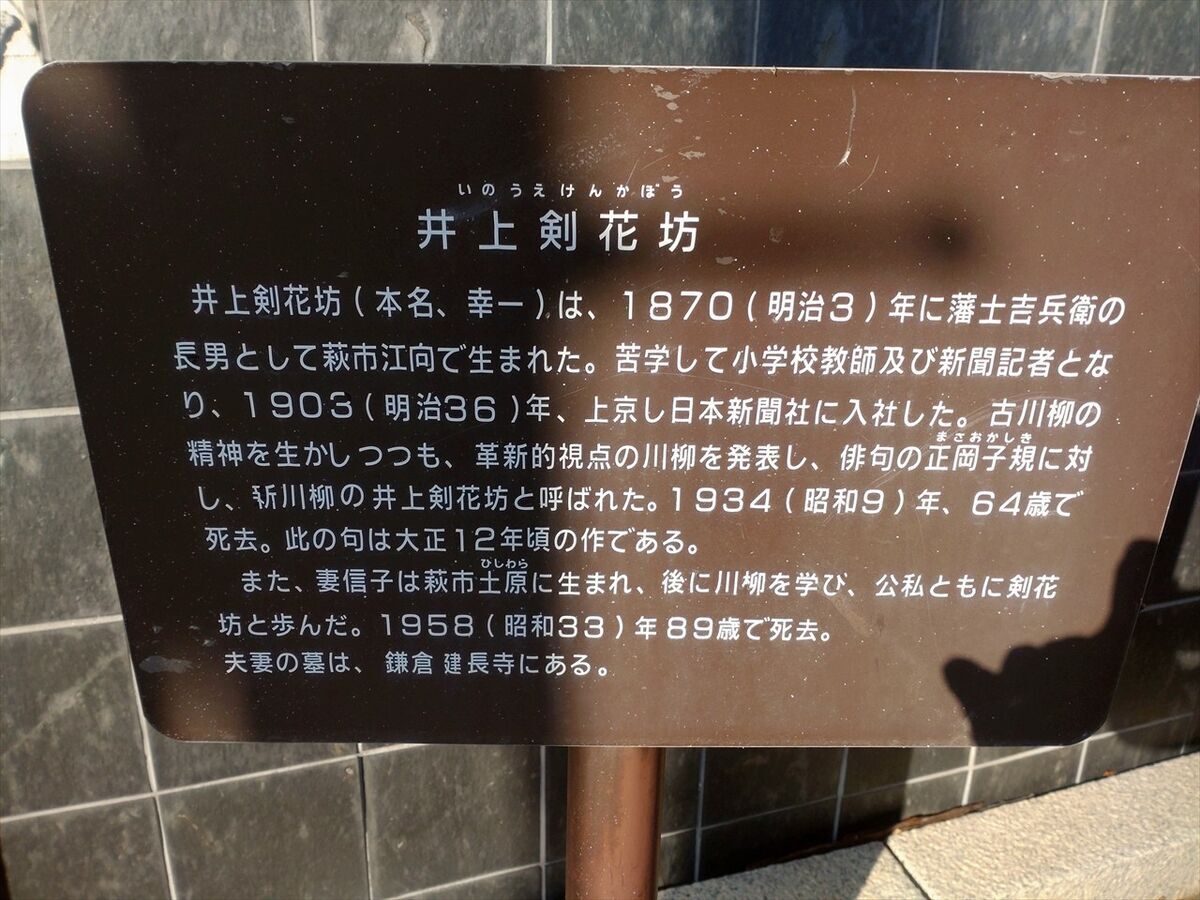 いのうえけんかぼう
井上剣花坊
井上剣花坊(本名、幸一)は、1870(明治3)年に藩士吉兵衛の
長男として萩市江向で生まれた。苦学して小学校教師及び新聞記者とな
り、1903(明治36)年、上京し日本新聞社に入社した。古川柳の
まさおかしき
精神を生かしつつも、革新的視点の川柳を発表し、俳句の正岡子規に対
し、新川柳の井上剣花坊と呼ばれた。1934(昭和9)年、64歳で
死去。此の句は大正12年頃の作である。
ひしわら
また、妻信子は萩市土原に生まれ、後に川柳を学び、公私ともに剣花
坊と歩んだ。1958(昭和33)年89歳で死去。
夫妻の墓は、鎌倉建長寺にある。